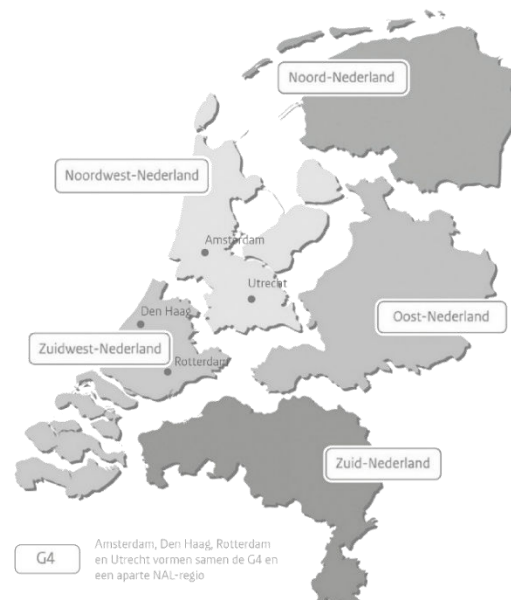 Noord-Nederland
Noordwest-Nederland
Amsterdam
Utrecht
Den Haag
Oost-Nederland
Zuidwest-Nederland
Rotterdam
Zuid-Nederland
G4
Amsterdam, Den Haag, Rotterdam
en Utrecht vormen samen de G4 en
een aparte NAL-regio